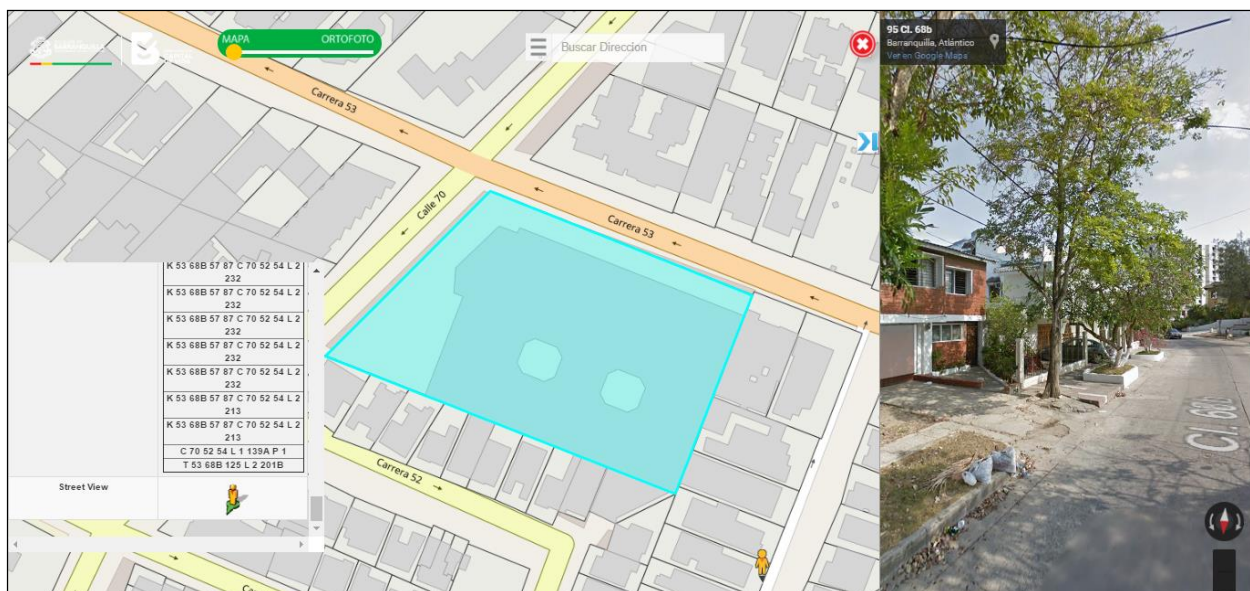 MAPA ORTOFOTO
Buscar Direccion
95 Cl. 68b
Barranquilla, Atlántico
Ver en Google Maps
Carrera 53
Calle 70
Carrera 53
K 53 68B 57 87 C 70 52 54 L 2
232
K 53 68B 57 87 C 70 52 54 L 2
232
K 53 68B 57 87 C 70 52 54 L 2
232
K 53 68B 57 87 C 70 52 54 L 2
232
K 53 68B 57 87 C 70 52 54 L 2
232
K 53 68B 57 87 C 70 52 54 L 2
213
K 53 68B 57 87 C 70 52 54 L 2
213
C 70 52 54 L 1 139A P 1
T 53 68B 125 L 2 201B
Street View
Carrera 52
Cl. 68b